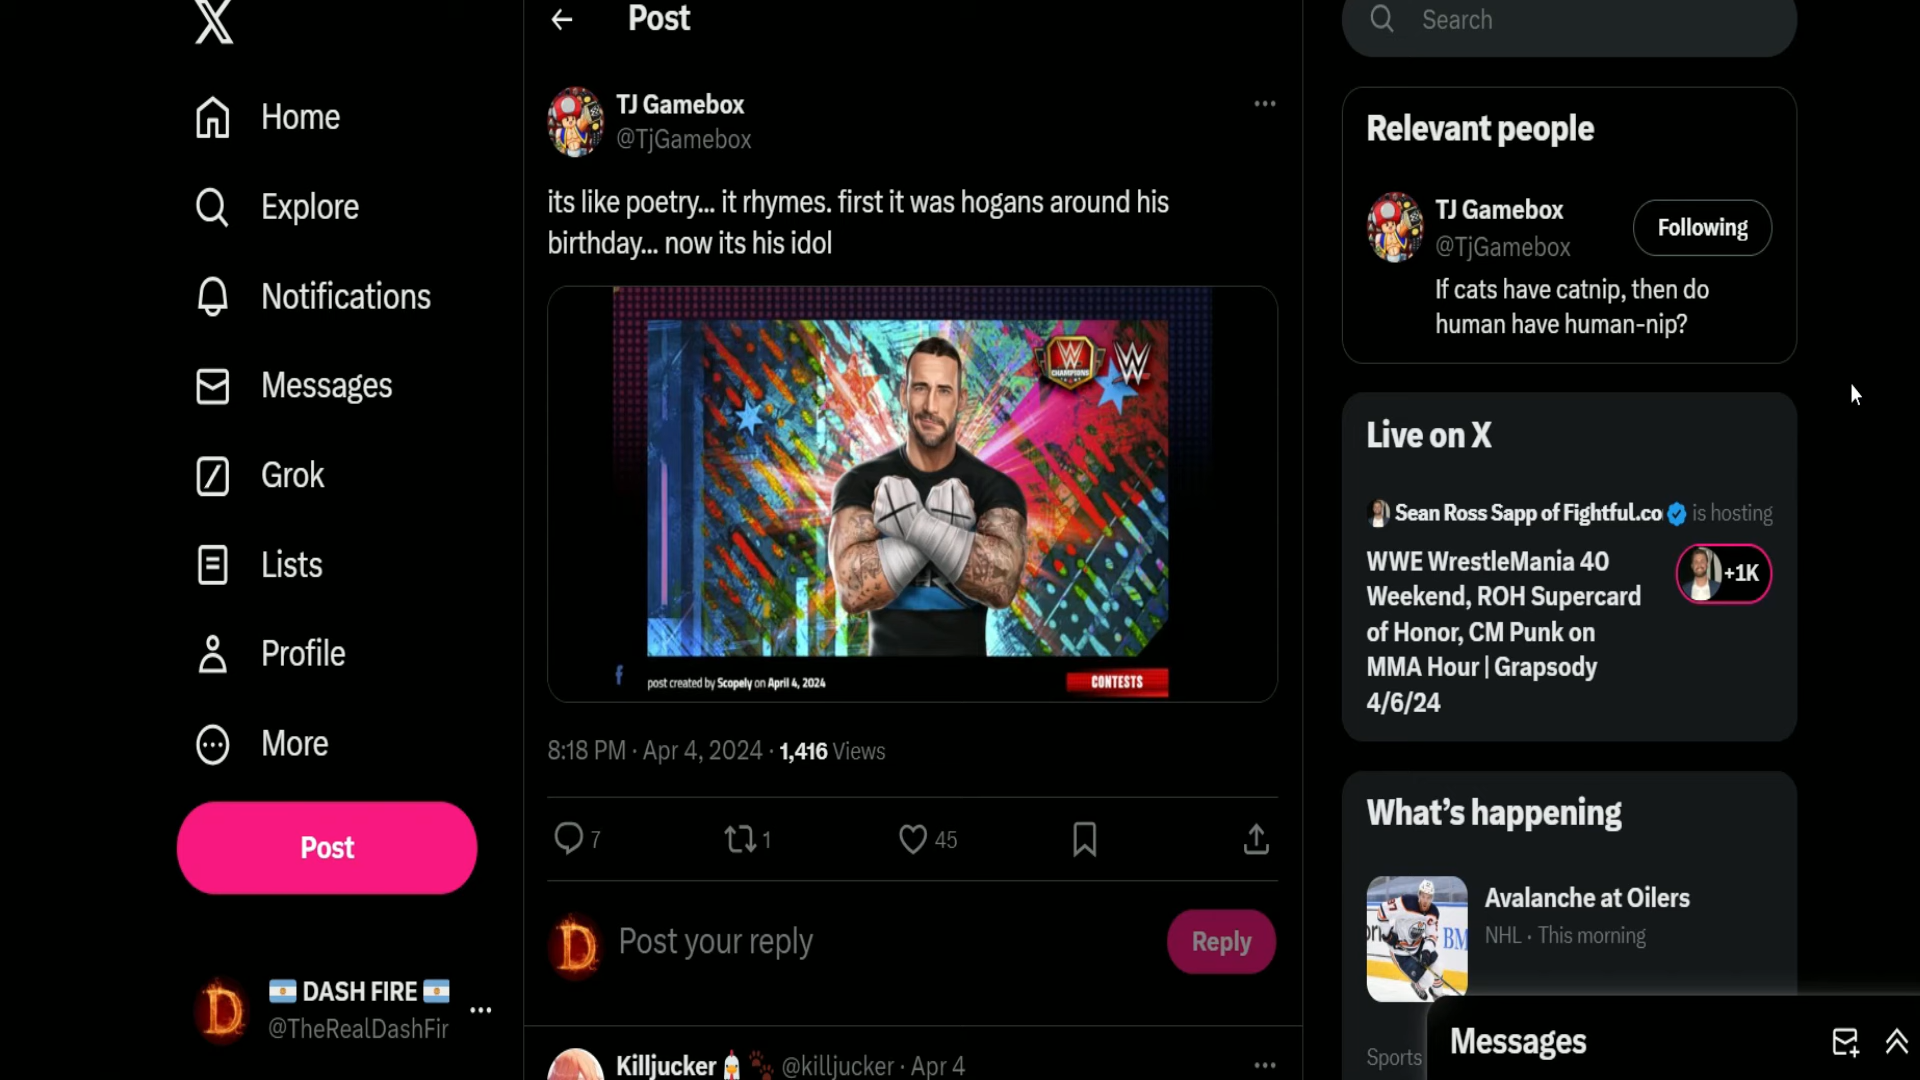 Home
Explore
Notifications
Messages
Grok
Lists
Profile
More
Post
DASH FIRE
@TheRealDashFir
Post
TJ Gamebox
@TjGamebox
its like poetry... it rhymes. first it was hogans around his
birthday... now its his idol
CHAMPIONS
post created by Scopely on April 4, 2024
CONTESTS
8:18 PM · Apr 4, 2024 · 1,416 Views
7
1
45
Post your reply
Reply
Killjucker @killjucker · Apr 4
Search
Relevant people
TJ Gamebox
@TjGamebox
Following
If cats have catnip, then do
human have human-nip?
Live on X
Sean Ross Sapp of Fightful.co is hosting
WWE WrestleMania 40
Weekend, ROH Supercard
of Honor, CM Punk on
MMA Hour | Grapsody
4/6/24
+1K
What's happening
Avalanche at Oilers
NHL · This morning
Sports
Messages